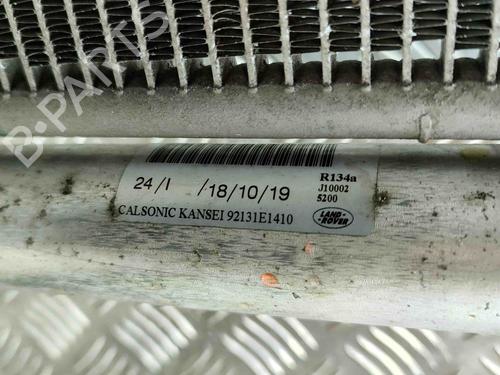 B-PARTS
R134a
24/1 /18/10/19
J10002
5200
CALSONIC KANSEI 92131E1410
LAND-
ROVER